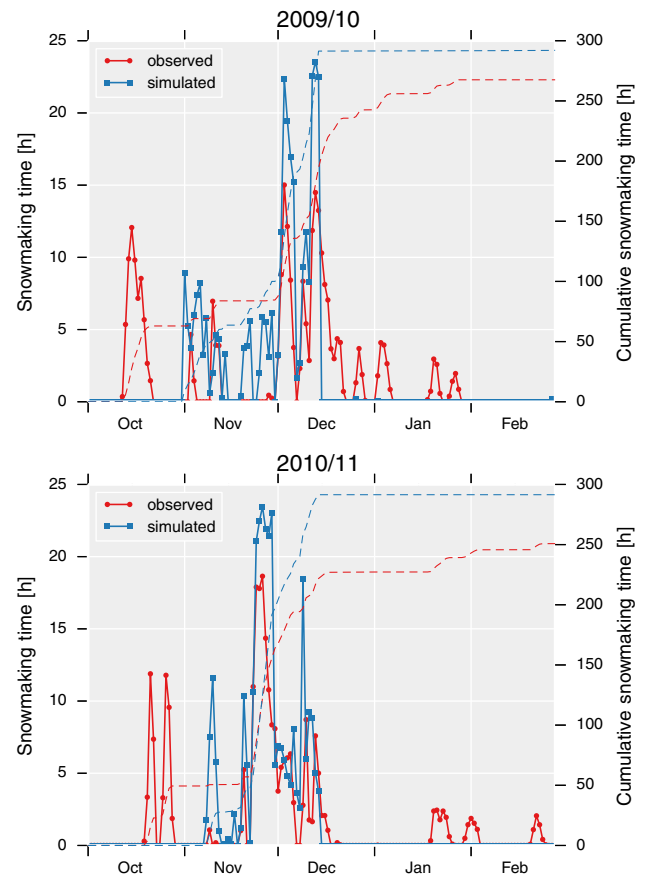 2009/10
observed
simulated
Snowmaking time [h]
25
20
15
10
5
0
Cumulative snowmaking time [h]
300
250
200
150
100
50
0
Oct Nov Dec Jan Feb
2010/11
observed
simulated
Snowmaking time [h]
25
20
15
10
5
0
Cumulative snowmaking time [h]
300
250
200
150
100
50
0
Oct Nov Dec Jan Feb